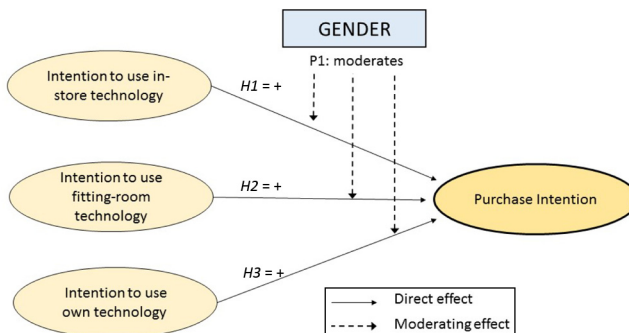 GENDER
P1: moderates
Intention to use in-
store technology
H1 = +
Intention to use
fitting-room
technology
H2 = +
Purchase Intention
Intention to use
own technology
H3 = +
Direct effect
Moderating effect